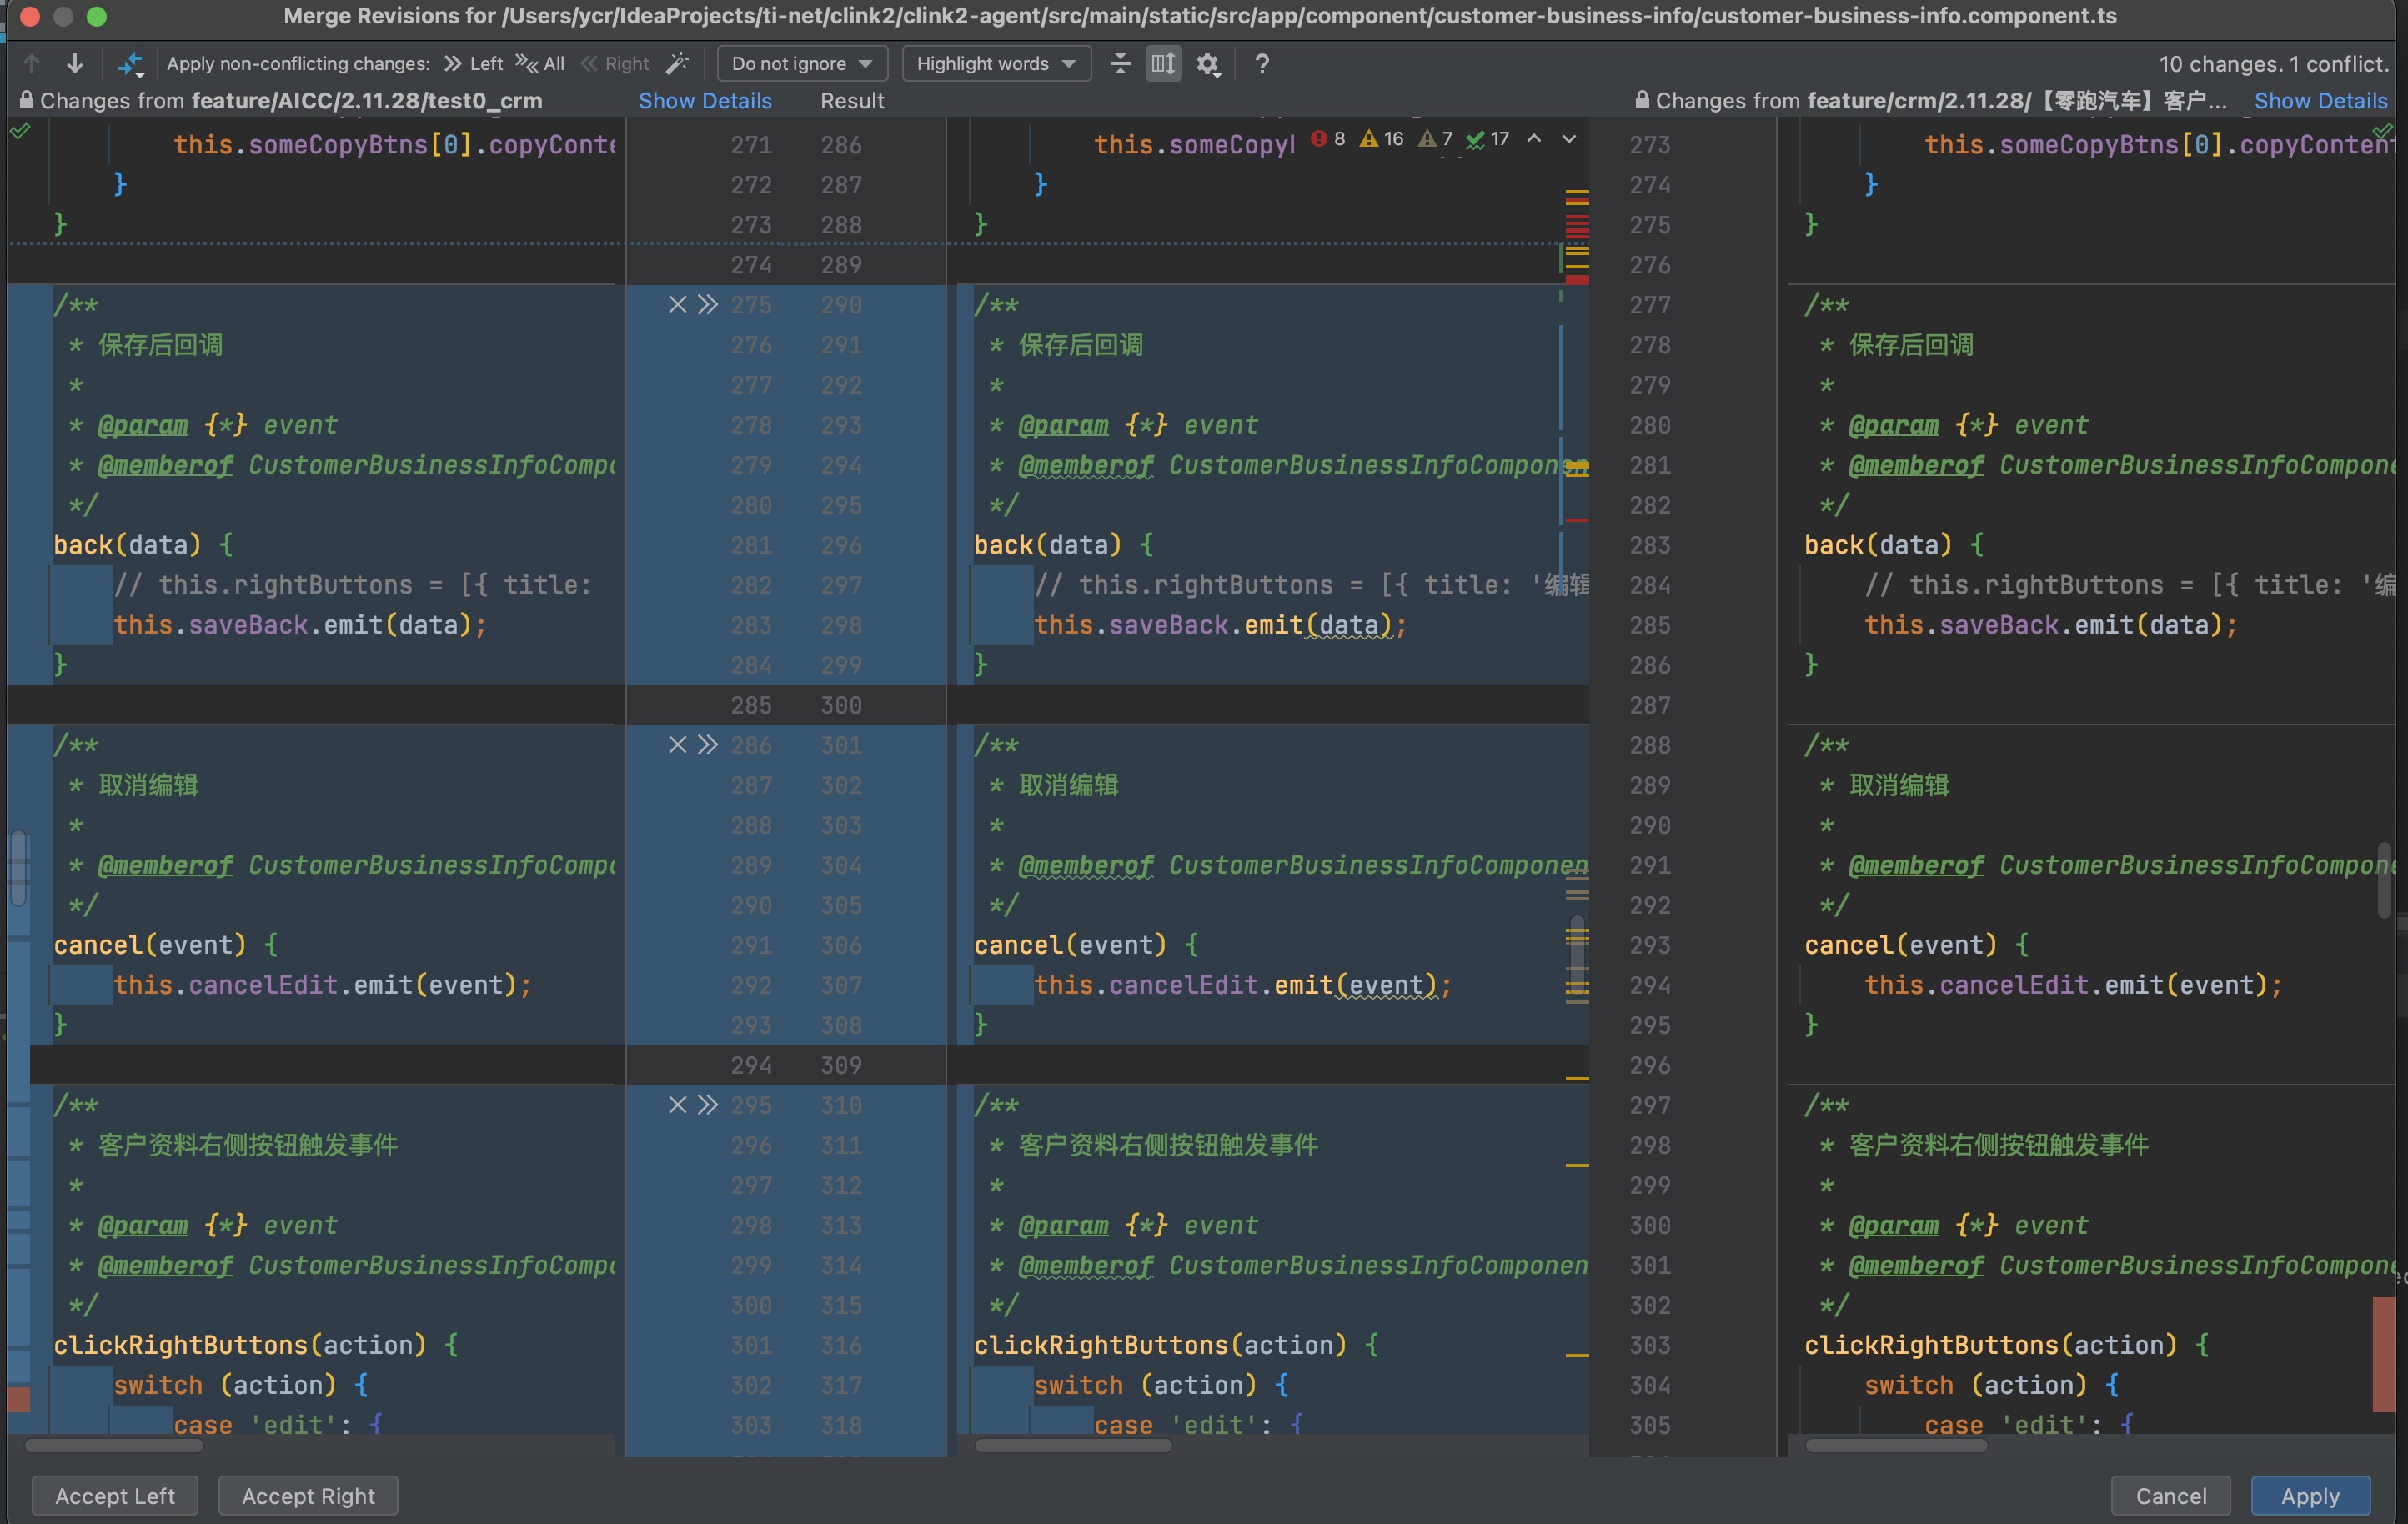 Merge Revisions for /Users/ycr/IdeaProjects/ti-net/clink2/clink2-agent/src/main/static/src/app/component/customer-business-info/customer-business-info.component.ts
Apply non-conflicting changes: Left All Right Do not ignore Highlight words ? 10 changes. 1 conflict.
Changes from feature/AICC/2.11.28/test0_crm Show Details Result Changes from feature/crm/2.11.28/【零跑汽车】客户... Show Details
this.someCopyBtns[0].copyConte 271 286 this.someCopy 8 16 7 17 273 this.someCopyBtns[0].copyContent
} 272 287 } 274 }
} 273 288 } 275 }
274 289 276
/** 275 290 /** 277 /**
* 保存后回调 276 291 * 保存后回调 278 * 保存后回调
* 277 292 * 279 *
* @param {*} event 278 293 * @param {*} event 280 * @param {*} event
* @memberof CustomerBusinessInfoCompo 279 294 * @memberof CustomerBusinessInfoComponen 281 * @memberof CustomerBusinessInfoCompone
*/ 280 295 */ 282 */
back(data) { 281 296 back(data) { 283 back(data) {
// this.rightButtons = [{ title: ' 282 297 // this.rightButtons = [{ title: '编辑 284 // this.rightButtons = [{ title: '编
this.saveBack.emit(data); 283 298 this.saveBack.emit(data); 285 this.saveBack.emit(data);
} 284 299 } 286 }
285 300 287
/** 286 301 /** 288 /**
* 取消编辑 287 302 * 取消编辑 289 * 取消编辑
* 288 303 * 290 *
* @memberof CustomerBusinessInfoCompo 289 304 * @memberof CustomerBusinessInfoComponen 291 * @memberof CustomerBusinessInfoCompone
*/ 290 305 */ 292 */
cancel(event) { 291 306 cancel(event) { 293 cancel(event) {
this.cancelEdit.emit(event); 292 307 this.cancelEdit.emit(event); 294 this.cancelEdit.emit(event);
} 293 308 } 295 }
294 309 296
/** 295 310 /** 297 /**
* 客户资料右侧按钮触发事件 296 311 * 客户资料右侧按钮触发事件 298 * 客户资料右侧按钮触发事件
* 297 312 * 299 *
* @param {*} event 298 313 * @param {*} event 300 * @param {*} event
* @memberof CustomerBusinessInfoCompo 299 314 * @memberof CustomerBusinessInfoComponen 301 * @memberof CustomerBusinessInfoCompone
*/ 300 315 */ 302 */
clickRightButtons(action) { 301 316 clickRightButtons(action) { 303 clickRightButtons(action) {
switch (action) { 302 317 switch (action) { 304 switch (action) {
case 'edit': { 303 318 case 'edit': { 305 case 'edit': {
Accept Left Accept Right Cancel Apply